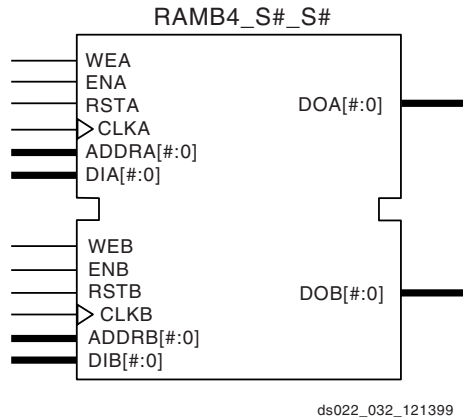 RAMB4_S#_S#
WEA
ENA
RSTA
CLKA
ADDRA[#:0]
DIA[#:0]
DOA[#:0]
WEB
ENB
RSTB
CLKB
ADDRB[#:0]
DIB[#:0]
DOB[#:0]
ds022_032_121399